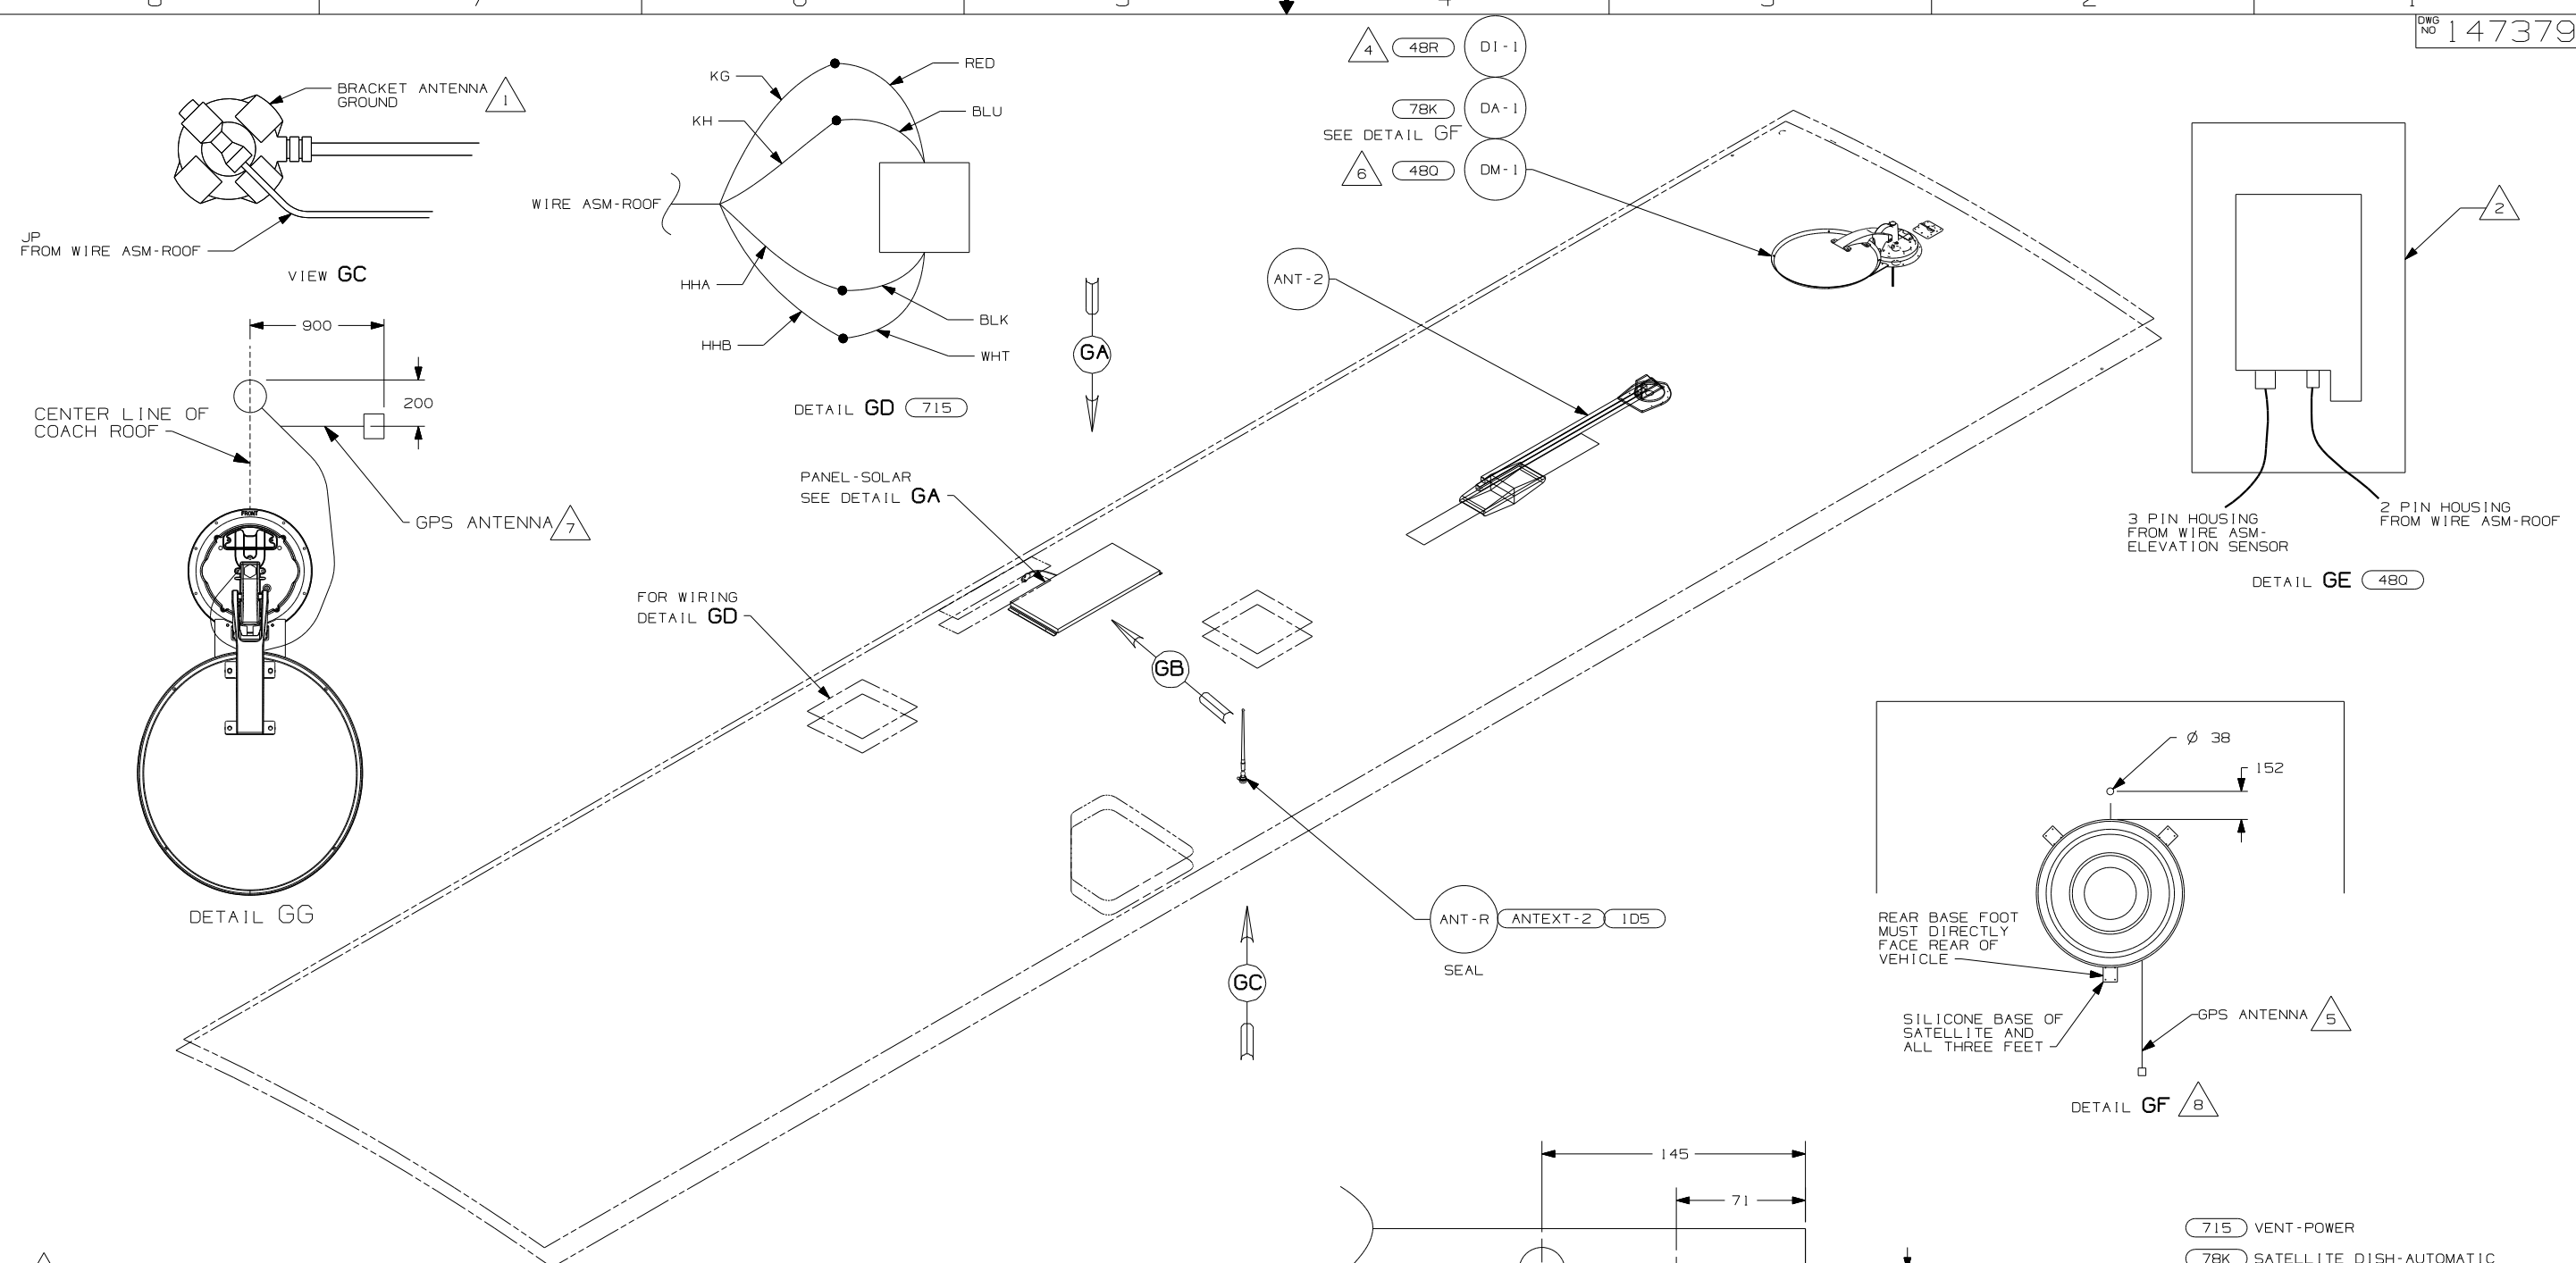 DWG
NO
147379
BRACKET ANTENNA
GROUND
1
JP
FROM WIRE ASM-ROOF
VIEW GC
KG
KH
RED
BLU
WIRE ASM-ROOF
HHA
HHB
BLK
WHT
DETAIL GD 715
GA
4 48R DI-1
78K DA-1
SEE DETAIL GF
6 48Q DM-1
ANT-2
2
3 PIN HOUSING
FROM WIRE ASM-
ELEVATION SENSOR
2 PIN HOUSING
FROM WIRE ASM-ROOF
DETAIL GE 48Q
900
200
CENTER LINE OF
COACH ROOF
GPS ANTENNA 7
FRONT
DETAIL GG
PANEL-SOLAR
SEE DETAIL GA
FOR WIRING
DETAIL GD
GB
ANT-R ANTEXT-2 1D5
SEAL
GC
Ø 38
152
REAR BASE FOOT
MUST DIRECTLY
FACE REAR OF
VEHICLE
SILICONE BASE OF
SATELLITE AND
ALL THREE FEET
GPS ANTENNA 5
DETAIL GF 8
145
71
715 VENT-POWER
78K SATELLITE DISH-AUTOMATIC